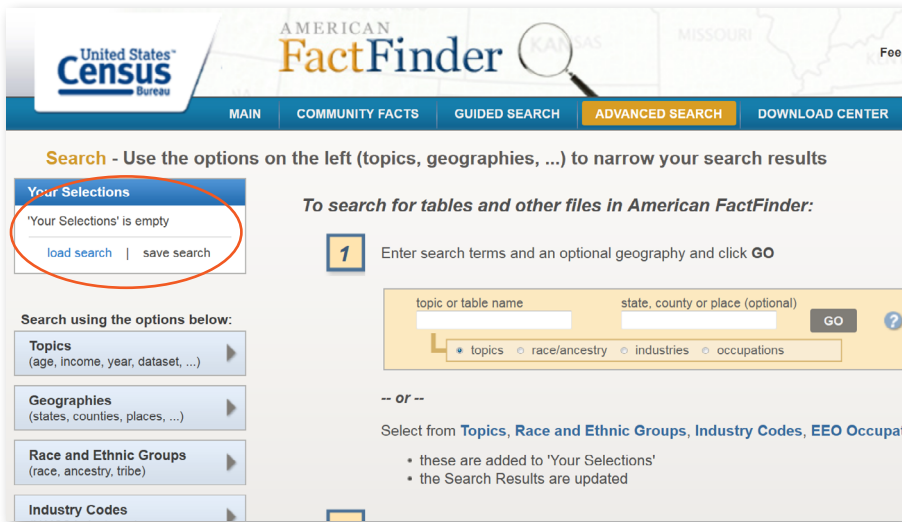 United States™
Census
Bureau
AMERICAN
FactFinder
KANSAS
MISSOURI
Fee
MAIN
COMMUNITY FACTS
GUIDED SEARCH
ADVANCED SEARCH
DOWNLOAD CENTER
Search - Use the options on the left (topics, geographies, ...) to narrow your search results
Your Selections
'Your Selections' is empty
load search | save search
Search using the options below:
Topics
(age, income, year, dataset, ...)
Geographies
(states, counties, places, ...)
Race and Ethnic Groups
(race, ancestry, tribe)
Industry Codes
To search for tables and other files in American FactFinder:
1
Enter search terms and an optional geography and click GO
topic or table name
state, county or place (optional)
GO
?
topics race/ancestry industries occupations
-- or --
Select from Topics, Race and Ethnic Groups, Industry Codes, EEO Occupat
• these are added to 'Your Selections'
• the Search Results are updated